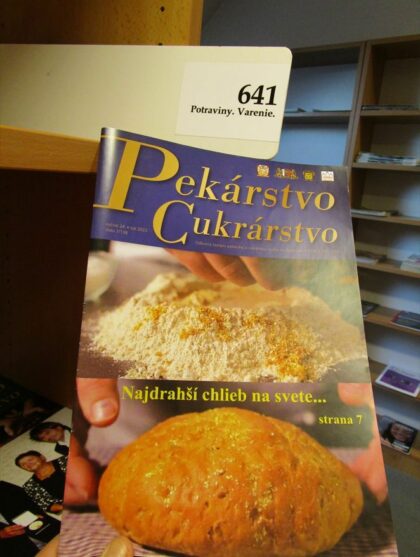 641
Potraviny. Varenie.
Pekárstvo
Cukrárstvo
Najdrahší chlieb na svete...
strana 7